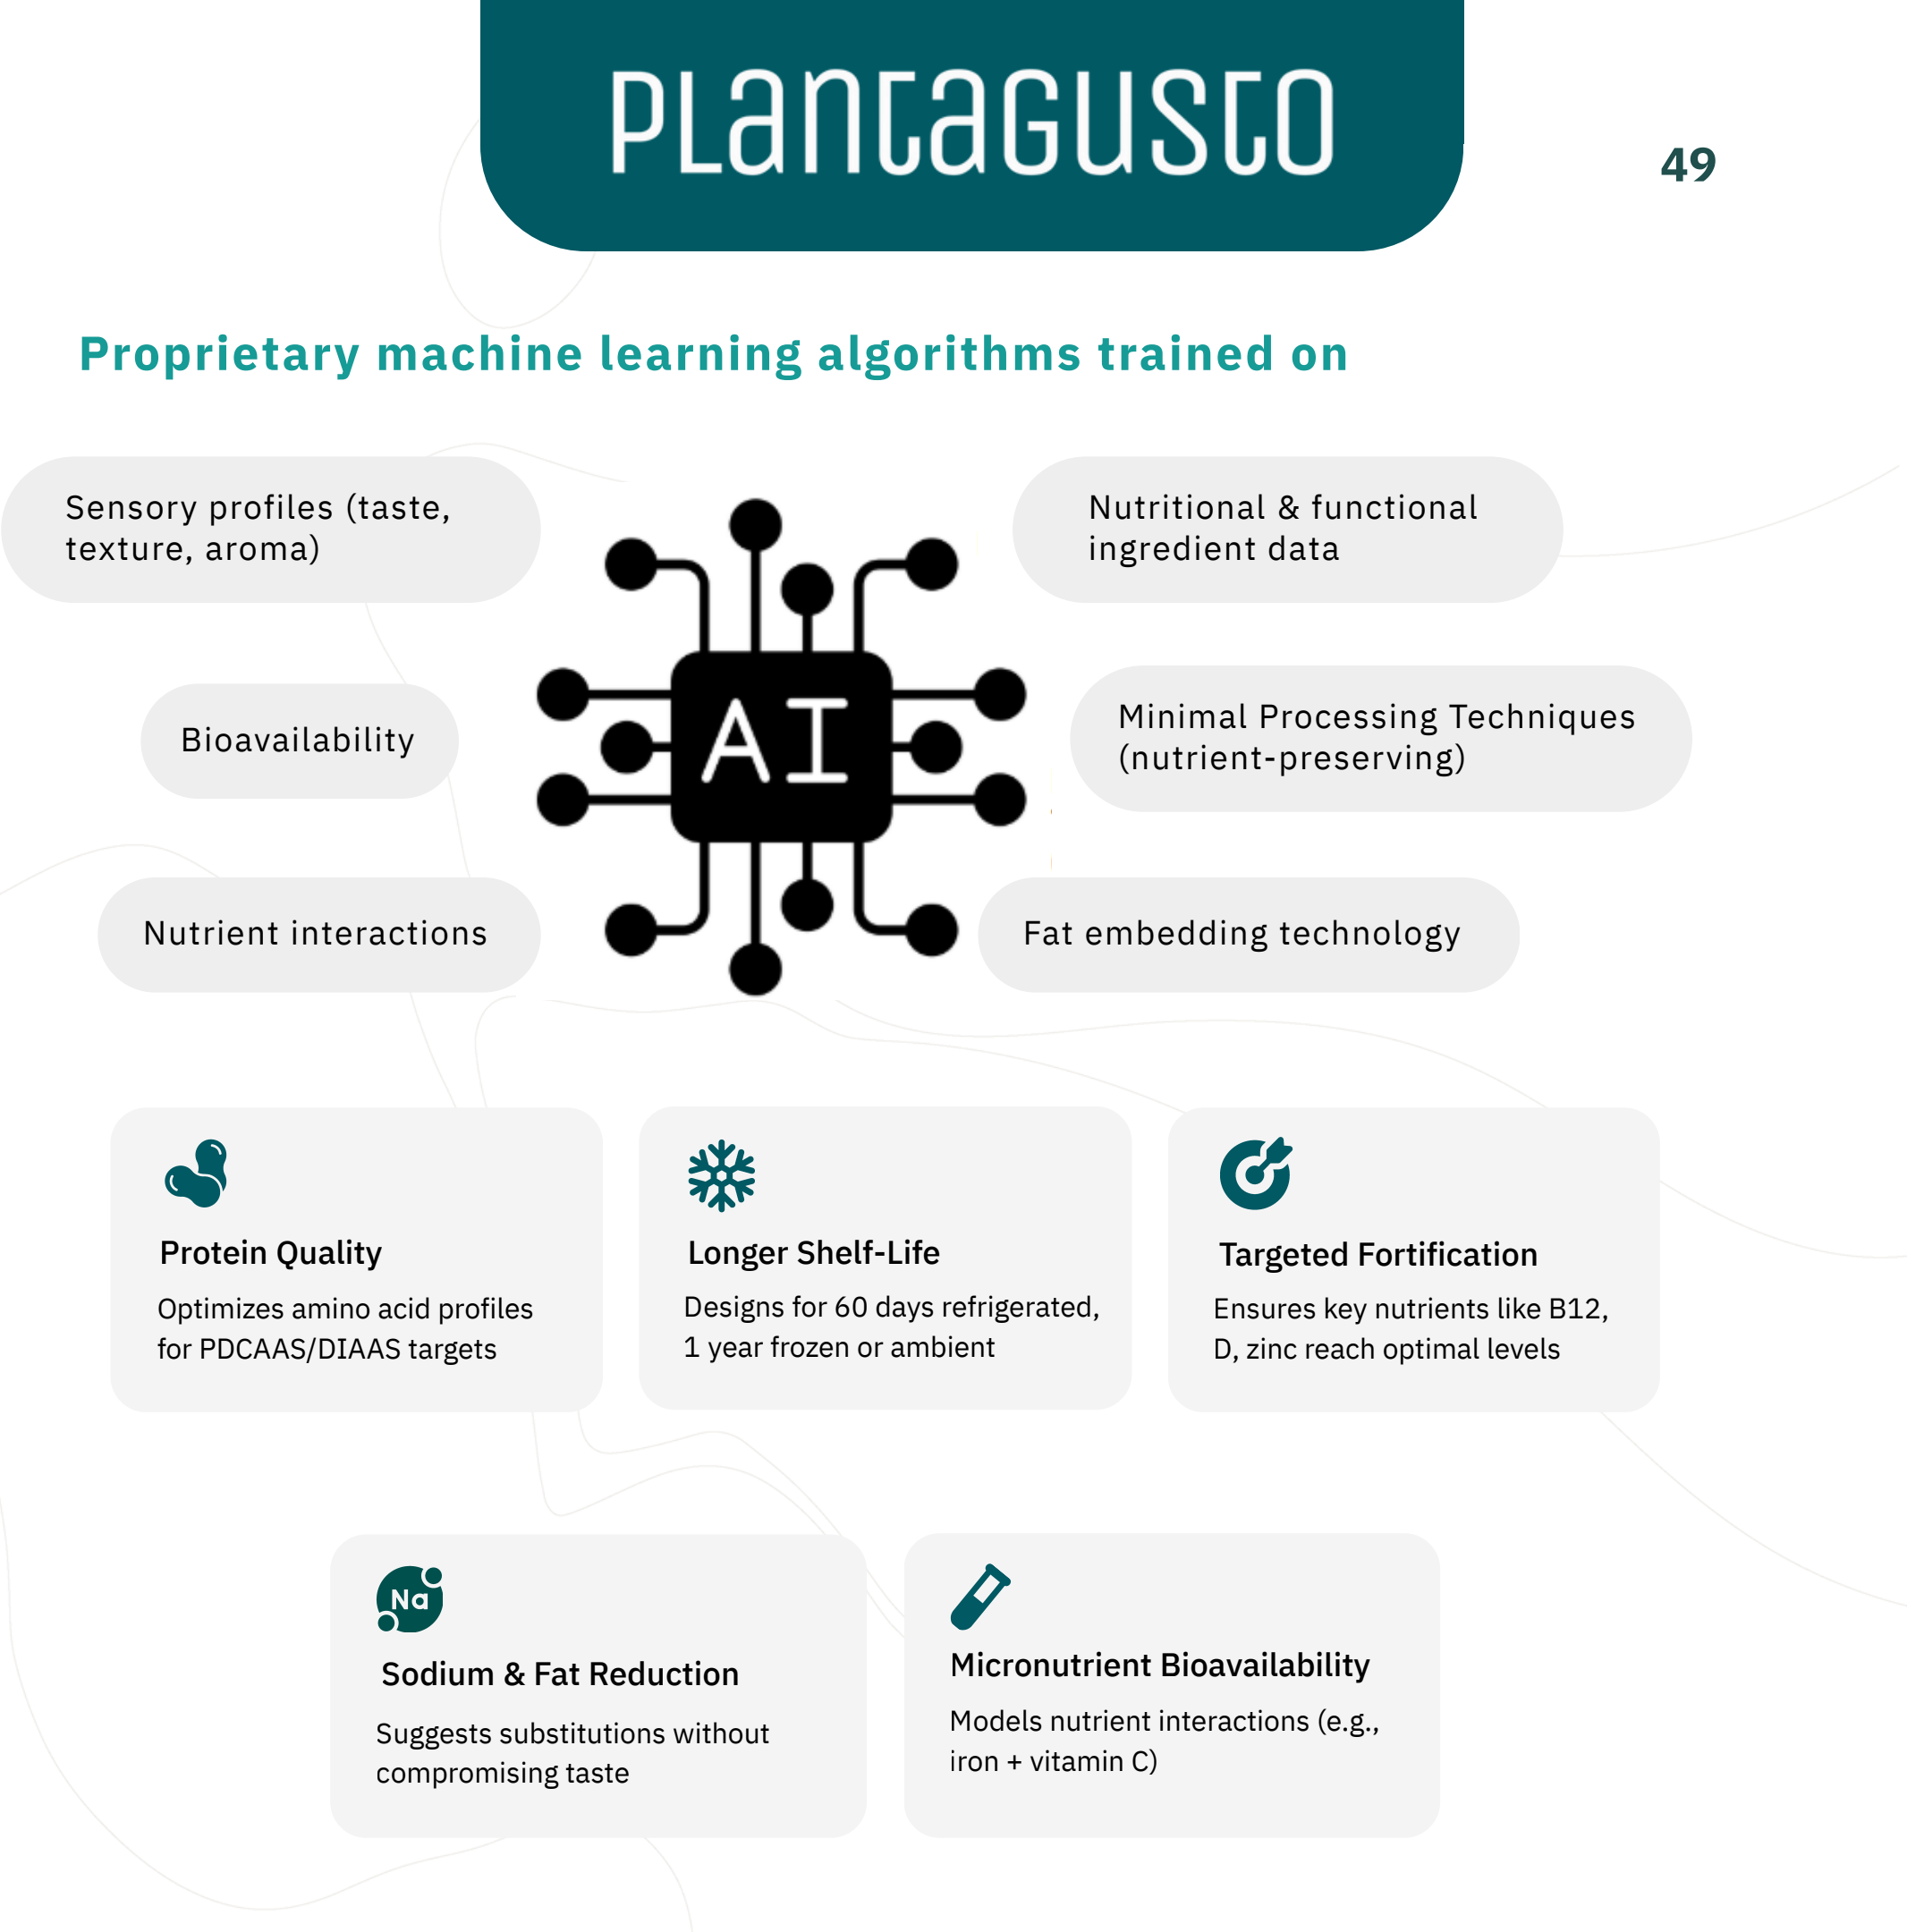 PLantaGusto
49
Proprietary machine learning algorithms trained on
Sensory profiles (taste,
texture, aroma)
Nutritional & functional
ingredient data
Bioavailability
AI
Minimal Processing Techniques
(nutrient-preserving)
Nutrient interactions
Fat embedding technology
Protein Quality
Optimizes amino acid profiles
for PDCAAS/DIAAS targets
Longer Shelf-Life
Designs for 60 days refrigerated,
1 year frozen or ambient
Targeted Fortification
Ensures key nutrients like B12,
D, zinc reach optimal levels
Na
Sodium & Fat Reduction
Suggests substitutions without
compromising taste
Micronutrient Bioavailability
Models nutrient interactions (e.g.,
iron + vitamin C)